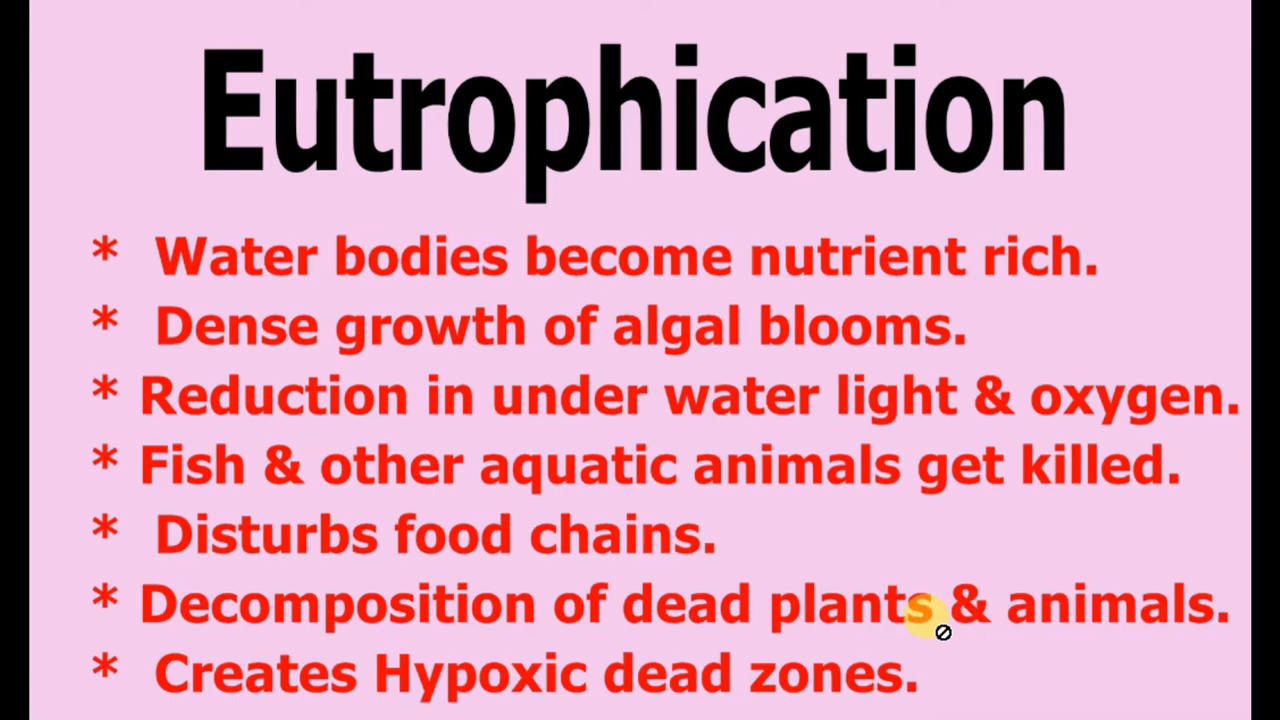 Eutrophication
* Water bodies become nutrient rich.
* Dense growth of algal blooms.
* Reduction in under water light & oxygen.
* Fish & other aquatic animals get killed.
* Disturbs food chains.
* Decomposition of dead plants & animals.
* Creates Hypoxic dead zones.